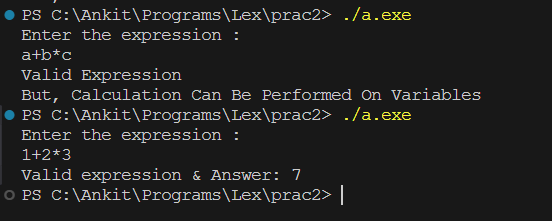 PS C:\Ankit\Programs\Lex\prac2> ./a.exe
Enter the expression :
a+b*c
Valid Expression
But, Calculation Can Be Performed On Variables
PS C:\Ankit\Programs\Lex\prac2> ./a.exe
Enter the expression :
1+2*3
Valid expression & Answer: 7
PS C:\Ankit\Programs\Lex\prac2>